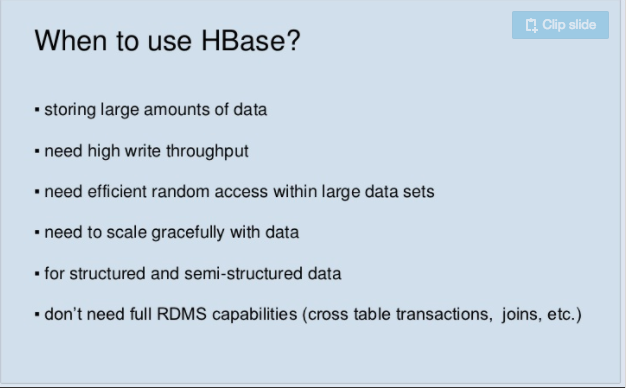 Clip slide
When to use HBase?
▪ storing large amounts of data
▪ need high write throughput
▪ need efficient random access within large data sets
▪ need to scale gracefully with data
▪ for structured and semi-structured data
▪ don't need full RDMS capabilities (cross table transactions, joins, etc.)